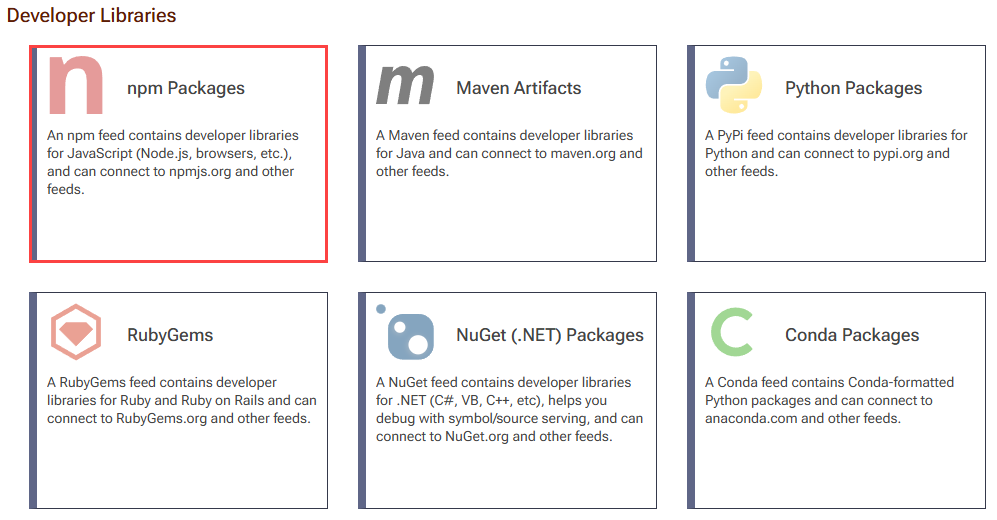 Developer Libraries
npm Packages
An npm feed contains developer libraries
for JavaScript (Node.js, browsers, etc.),
and can connect to npmjs.org and other
feeds.
Maven Artifacts
A Maven feed contains developer libraries
for Java and can connect to maven.org and
other feeds.
Python Packages
A PyPi feed contains developer libraries for
Python and can connect to pypi.org and
other feeds.
RubyGems
A RubyGems feed contains developer
libraries for Ruby and Ruby on Rails and can
connect to RubyGems.org and other feeds.
NuGet (.NET) Packages
A NuGet feed contains developer libraries
for .NET (C#, VB, C++, etc), helps you
debug with symbol/source serving, and can
connect to NuGet.org and other feeds.
Conda Packages
A Conda feed contains Conda-formatted
Python packages and can connect to
anaconda.com and other feeds.